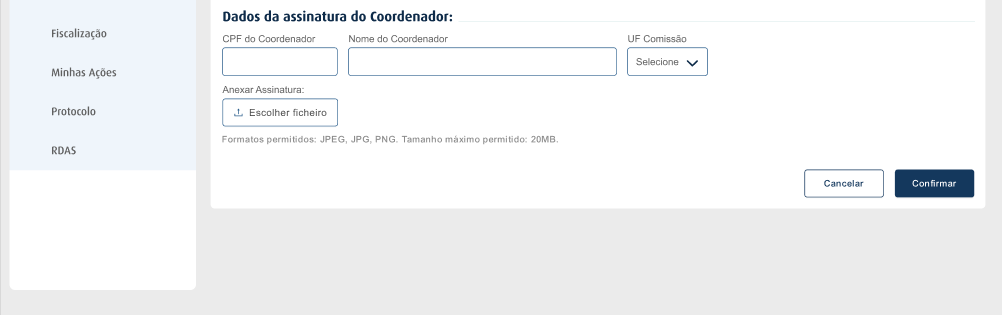 Fiscalização
Minhas Ações
Protocolo
RDAS
Dados da assinatura do Coordenador:
CPF do Coordenador
Nome do Coordenador
UF Comissão
Selecione
Anexar Assinatura:
Escolher ficheiro
Formatos permitidos: JPEG, JPG, PNG. Tamanho máximo permitido: 20MB.
Cancelar
Confirmar